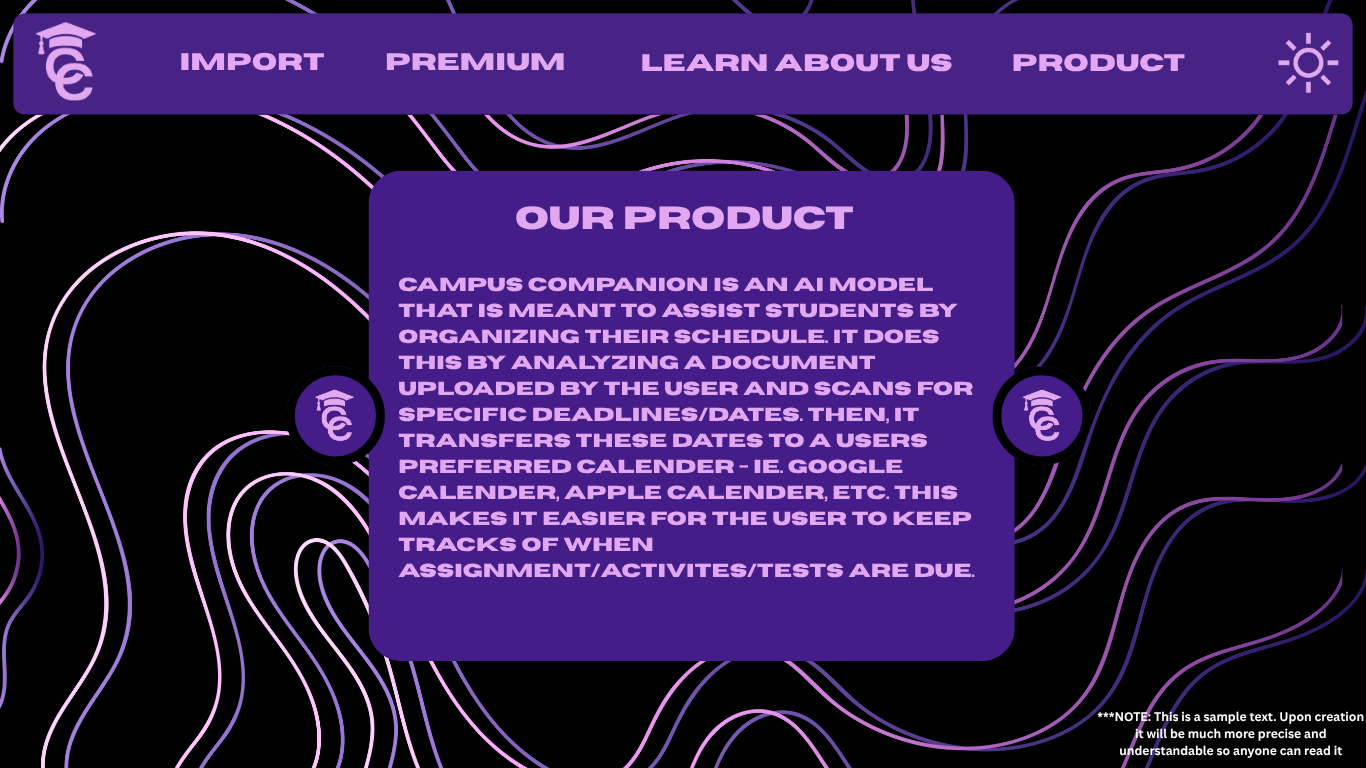 IMPORT PREMIUM LEARN ABOUT US PRODUCT
OUR PRODUCT
CAMPUS COMPANION IS AN AI MODEL
THAT IS MEANT TO ASSIST STUDENTS BY
ORGANIZING THEIR SCHEDULE. IT DOES
THIS BY ANALYZING A DOCUMENT
UPLOADED BY THE USER AND SCANS FOR
SPECIFIC DEADLINES/DATES. THEN, IT
TRANSFERS THESE DATES TO A USERS
PREFERRED CALENDER - IE. GOOGLE
CALENDER, APPLE CALENDER, ETC. THIS
MAKES IT EASIER FOR THE USER TO KEEP
TRACKS OF WHEN
ASSIGNMENT/ACTIVITES/TESTS ARE DUE.
***NOTE: This is a sample text. Upon creation
it will be much more precise and
understandable so anyone can read it